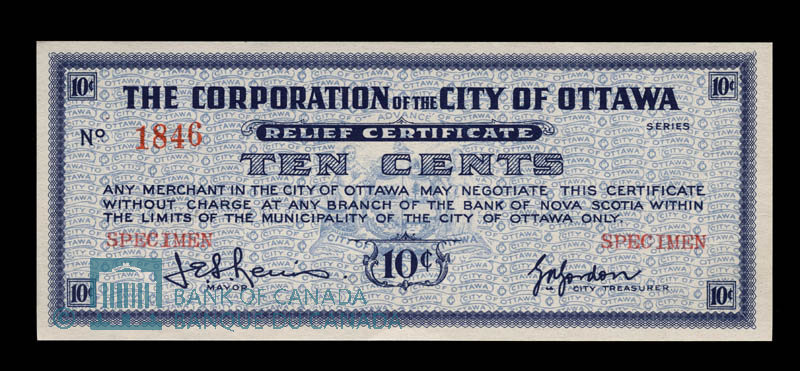 10¢ 10¢
THE CORPORATION OF THE CITY OF OTTAWA
Nº 1846 RELIEF CERTIFICATE SERIES
TEN CENTS
ANY MERCHANT IN THE CITY OF OTTAWA MAY NEGOTIATE THIS CERTIFICATE
WITHOUT CHARGE AT ANY BRANCH OF THE BANK OF NOVA SCOTIA WITHIN
THE LIMITS OF THE MUNICIPALITY OF THE CITY OF OTTAWA ONLY.
SPECIMEN SPECIMEN
10¢
MAYOR CITY TREASURER
10¢ 10¢
© BANK OF CANADA
BANQUE DU CANADA